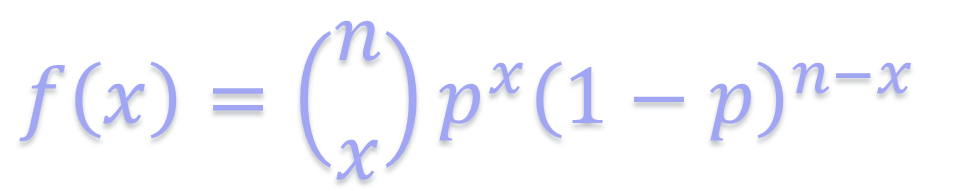 f(x) = (n x) p^x (1 − p)^{n−x}